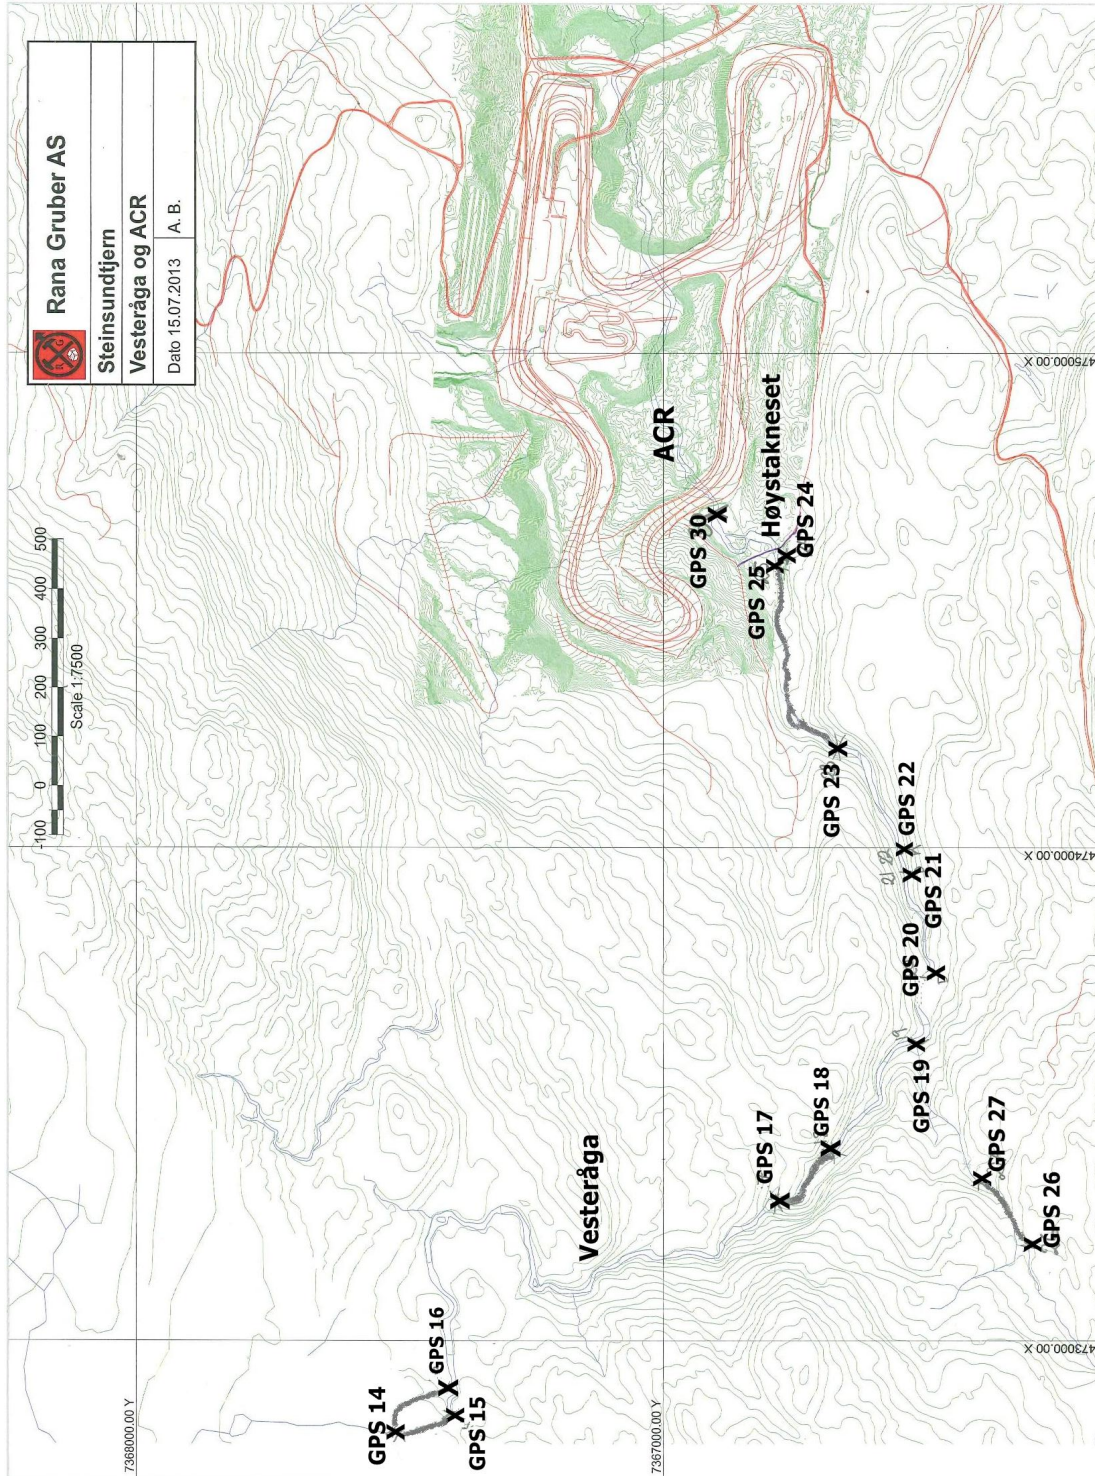 Rana Gruber AS
R G
Steinsundtjern
Vesteråga og ACR
Dato 15.07.2013
A. B.
-100 0 100 200 300 400 500
Scale 1:7500
7368000.00 Y
7367000.00 Y
473000.00 X
474000.00 X
475000.00 X
GPS 14
GPS 15
GPS 16
Vesteråga
GPS 17
GPS 18
GPS 19
19
GPS 20
GPS 21
GPS 22
21 22
GPS 23
GPS 24
GPS 25
GPS 26
GPS 27
GPS 30
Høystakneset
ACR